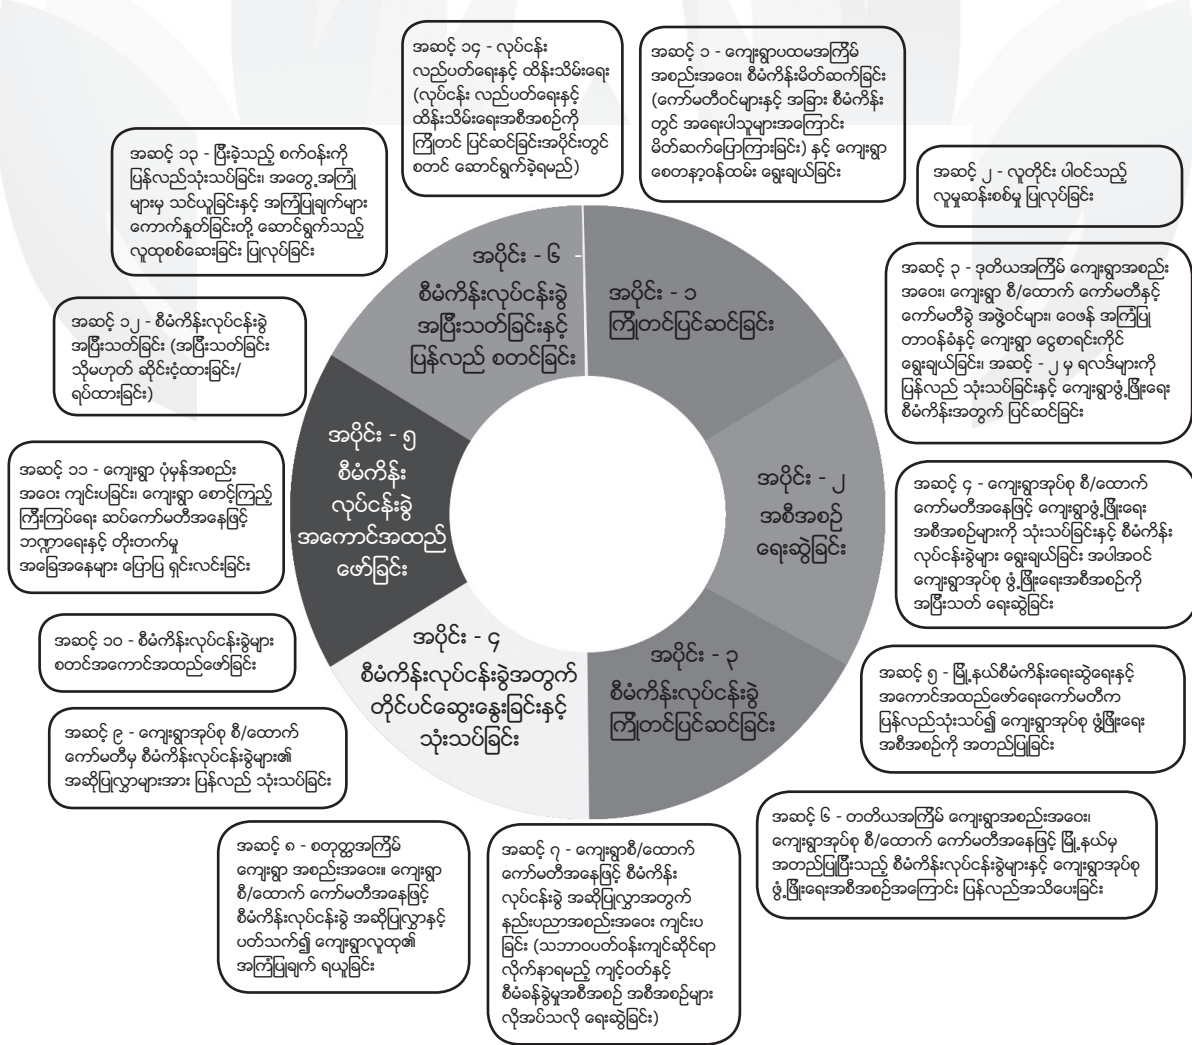 အဆင့် ၁၄ - လုပ်ငန်း
လည်ပတ်ရေးနှင့် ထိန်းသိမ်းရေး
(လုပ်ငန်း လည်ပတ်ရေးနှင့်
ထိန်းသိမ်းရေးအစီအစဉ်ကို
ကြိုတင် ပြင်ဆင်ခြင်းအပိုင်းတွင်
စတင် ဆောင်ရွက်ခဲ့ရမည်)
အဆင့် ၁ - ကျေးရွာပထမအကြိမ်
အစည်းအဝေး၊ စီမံကိန်းမိတ်ဆက်ခြင်း
(ကော်မတီဝင်များနှင့် အခြား စီမံကိန်း
တွင် အရေးပါသူများအကြောင်း
မိတ်ဆက်ပြောကြားခြင်း) နှင့် ကျေးရွာ
စေတနာ့ဝန်ထမ်း ရွေးချယ်ခြင်း
အဆင့် ၂ - လူတိုင်း ပါဝင်သည့်
လူမှုဆန်းစစ်မှု ပြုလုပ်ခြင်း
အဆင့် ၃ - ဒုတိယအကြိမ် ကျေးရွာအစည်း
အဝေး၊ ကျေးရွာ စီ/ထောက် ကော်မတီနှင့်
ကော်မတီခွဲ အဖွဲ့ဝင်များ၊ ဝေဖန် အကြံပြု
တာဝန်ခံနှင့် ကျေးရွာ ငွေစာရင်းကိုင်
ရွေးချယ်ခြင်း၊ အဆင့် - ၂ မှ ရလဒ်များကို
ပြန်လည် သုံးသပ်ခြင်းနှင့် ကျေးရွာဖွံ့ဖြိုးရေး
စီမံကိန်းအတွက် ပြင်ဆင်ခြင်း
အဆင့် ၄ - ကျေးရွာအုပ်စု စီ/ထောက်
ကော်မတီအနေဖြင့် ကျေးရွာဖွံ့ဖြိုးရေး
အစီအစဉ်များကို သုံးသပ်ခြင်းနှင့် စီမံကိန်း
လုပ်ငန်းခွဲများ ရွေးချယ်ခြင်း အပါအဝင်
ကျေးရွာအုပ်စု ဖွံ့ဖြိုးရေးအစီအစဉ်ကို
အပြီးသတ် ရေးဆွဲခြင်း
အဆင့် ၅ - မြို့နယ်စီမံကိန်းရေးဆွဲရေးနှင့်
အကောင်အထည်ဖော်ရေးကော်မတီက
ပြန်လည်သုံးသပ်၍ ကျေးရွာအုပ်စု ဖွံ့ဖြိုးရေး
အစီအစဉ်ကို အတည်ပြုခြင်း
အဆင့် ၆ - တတိယအကြိမ် ကျေးရွာအစည်းအဝေး၊
ကျေးရွာအုပ်စု စီ/ထောက် ကော်မတီအနေဖြင့် မြို့နယ်မှ
အတည်ပြုပြီးသည့် စီမံကိန်းလုပ်ငန်းခွဲများနှင့် ကျေးရွာအုပ်စု
ဖွံ့ဖြိုးရေးအစီအစဉ်အကြောင်း ပြန်လည်အသိပေးခြင်း
အဆင့် ၇ - ကျေးရွာစီ/ထောက်
ကော်မတီအနေဖြင့် စီမံကိန်း
လုပ်ငန်းခွဲ အဆိုပြုလွှာအတွက်
နည်းပညာအစည်းအဝေး ကျင်းပ
ခြင်း (သဘာဝပတ်ဝန်းကျင်ဆိုင်ရာ
လိုက်နာရမည့် ကျင့်ဝတ်နှင့်
စီမံခန်ခွဲမှုအစီအစဉ် အစီအစဉ်များ
လိုအပ်သလို ရေးဆွဲခြင်း)
အဆင့် ၈ - စတုတ္ထအကြိမ်
ကျေးရွာ အစည်းအဝေး။ ကျေးရွာ
စီ/ထောက် ကော်မတီအနေဖြင့်
စီမံကိန်းလုပ်ငန်းခွဲ အဆိုပြုလွှာနှင့်
ပတ်သက်၍ ကျေးရွာလူထု၏
အကြံပြုချက် ရယူခြင်း
အဆင့် ၉ - ကျေးရွာအုပ်စု စီ/ထောက်
ကော်မတီမှ စီမံကိန်းလုပ်ငန်းခွဲများ၏
အဆိုပြုလွှာများအား ပြန်လည် သုံးသပ်ခြင်း
အဆင့် ၁၀ - စီမံကိန်းလုပ်ငန်းခွဲများ
စတင်အကောင်အထည်ဖော်ခြင်း
အဆင့် ၁၁ - ကျေးရွာ ပုံမှန်အစည်း
အဝေး ကျင်းပခြင်း၊ ကျေးရွာ စောင့်ကြည့်
ကြီးကြပ်ရေး ဆပ်ကော်မတီအနေဖြင့်
ဘဏ္ဍာရေးနှင့် တိုးတက်မှု
အခြေအနေများ ပြောပြ ရှင်းလင်းခြင်း
အဆင့် ၁၂ - စီမံကိန်းလုပ်ငန်းခွဲ
အပြီးသတ်ခြင်း (အပြီးသတ်ခြင်း
သို့မဟုတ် ဆိုင်းငံ့ထားခြင်း/
ရပ်ထားခြင်း)
အဆင့် ၁၃ - ပြီးခဲ့သည့် စက်ဝန်းကို
ပြန်လည်သုံးသပ်ခြင်း၊ အတွေ့အကြုံ
များမှ သင်ယူခြင်းနှင့် အကြံပြုချက်များ
ကောက်နှုတ်ခြင်းတို့ ဆောင်ရွက်သည့်
လူထုစစ်ဆေးခြင်း ပြုလုပ်ခြင်း
အပိုင်း - ၁
ကြိုတင်ပြင်ဆင်ခြင်း
အပိုင်း - ၂
အစီအစဉ်
ရေးဆွဲခြင်း
အပိုင်း - ၃
စီမံကိန်းလုပ်ငန်းခွဲ
ကြိုတင်ပြင်ဆင်ခြင်း
အပိုင်း - ၄
စီမံကိန်းလုပ်ငန်းခွဲအတွက်
တိုင်ပင်ဆွေးနွေးခြင်းနှင့်
သုံးသပ်ခြင်း
အပိုင်း - ၅
စီမံကိန်း
လုပ်ငန်းခွဲ
အကောင်အထည်
ဖော်ခြင်း
အပိုင်း - ၆
စီမံကိန်းလုပ်ငန်းခွဲ
အပြီးသတ်ခြင်းနှင့်
ပြန်လည် စတင်ခြင်း